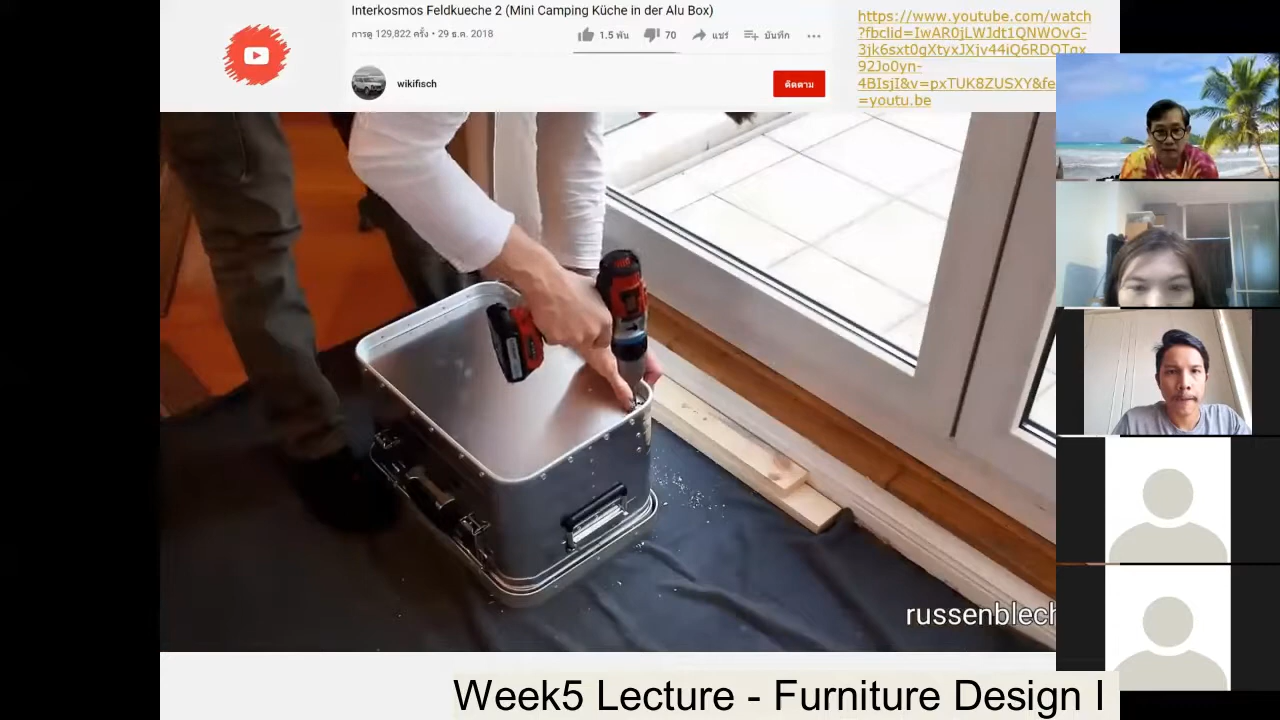 Interkosmos Feldkueche 2 (Mini Camping Küche in der Alu Box)
การดู 129,822 ครั้ง • 29 ธ.ค. 2018
1.5 พัน 70 แชร์ บันทึก
wikifisch
ติดตาม
https://www.youtube.com/watch
?fbclid=IwAR0jLWJdt1QNWOvG-
3jk6sxt0gXtyxJXjv44iQ6RDOTqx
92Jo0yn-
4BIsjI&v=pxTUK8ZUSXY&fe
=youtu.be
russenblech
Week5 Lecture - Furniture Design I